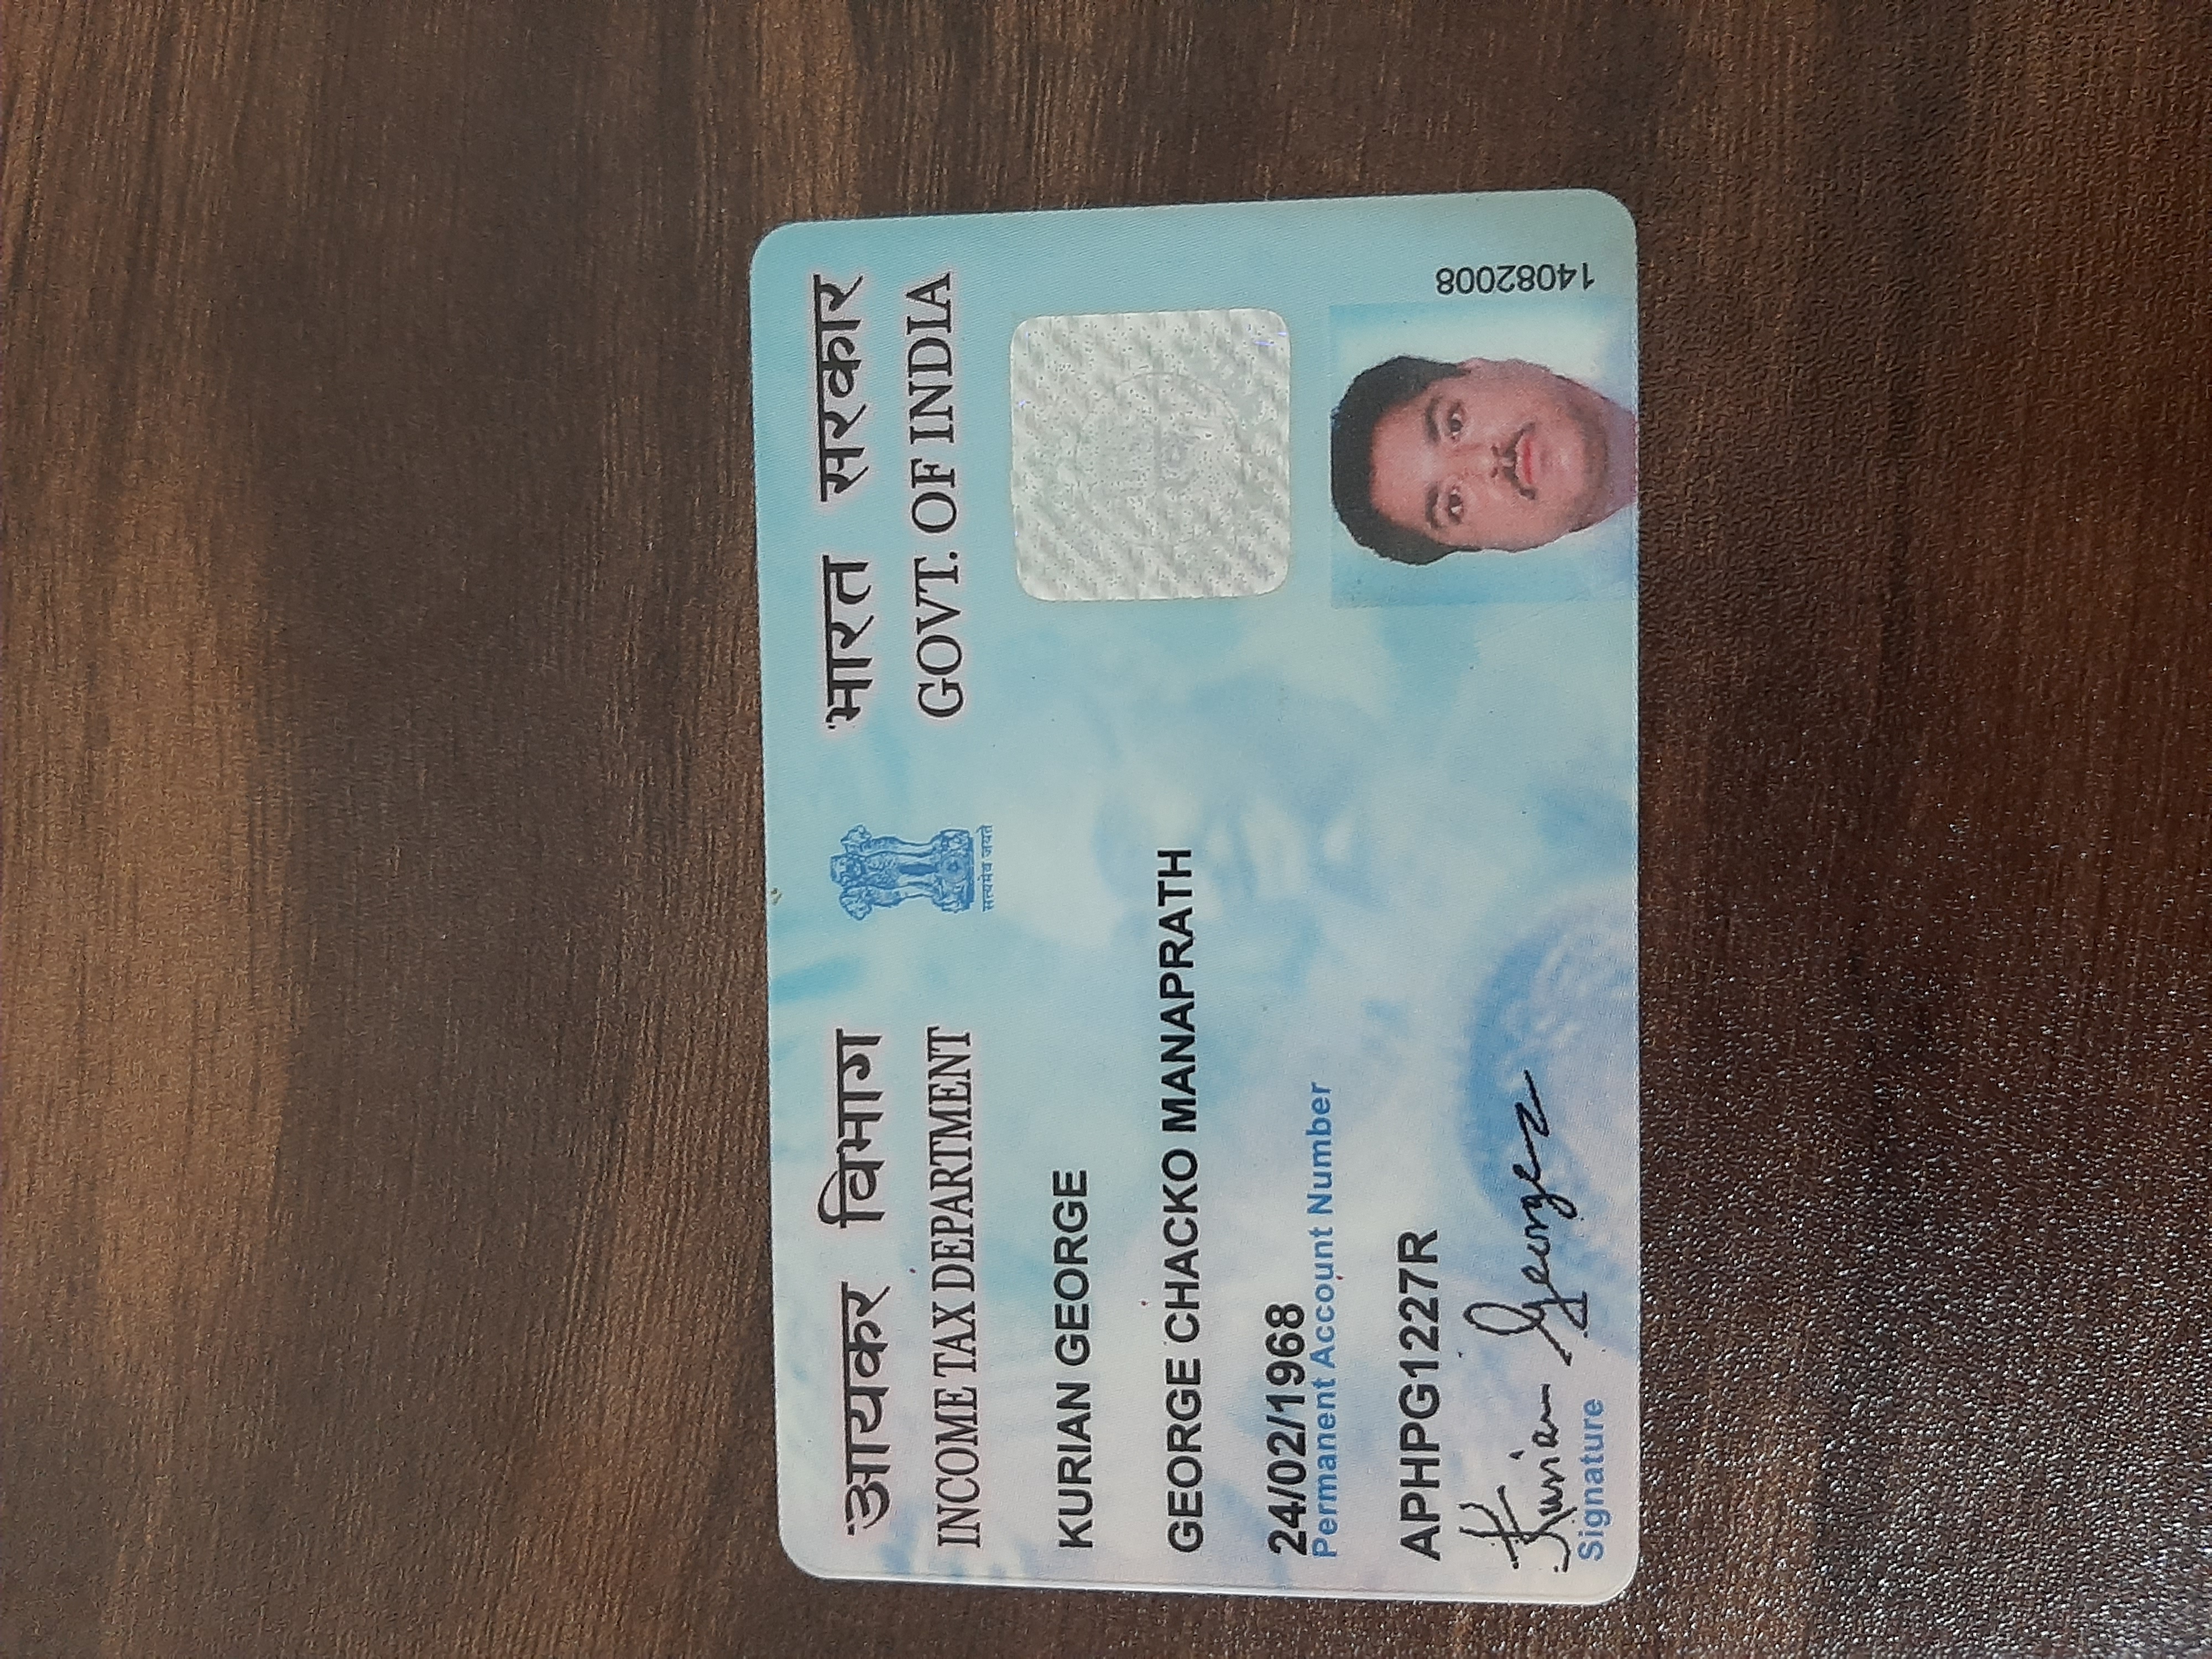 आयकर विभाग
INCOME TAX DEPARTMENT
सत्यमेव जयते
भारत सरकार
GOVT. OF INDIA
KURIAN GEORGE
GEORGE CHACKO MANAPRATH
24/02/1968
Permanent Account Number
APHPG1227R
Kurian George
Signature
14082008